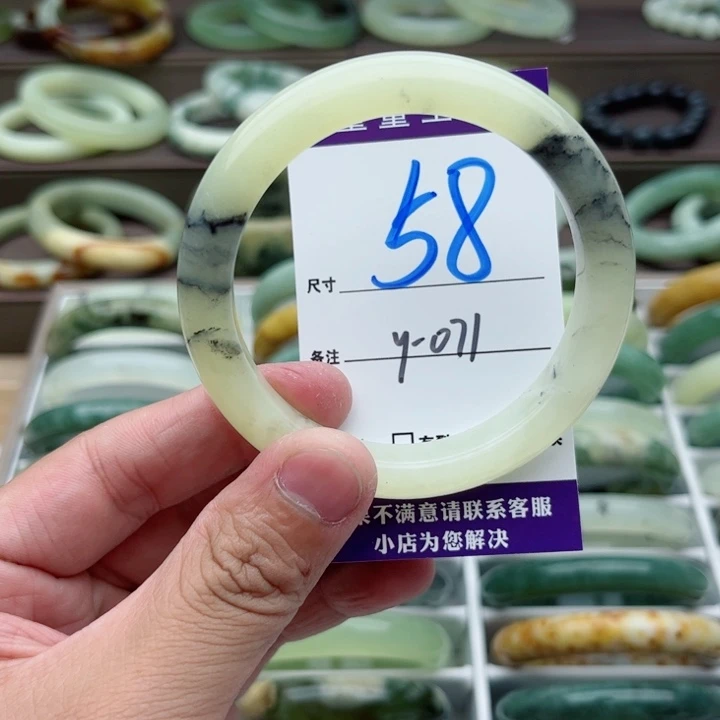 尺寸 58
备注 y-071
不满意请联系客服
小店为您解决